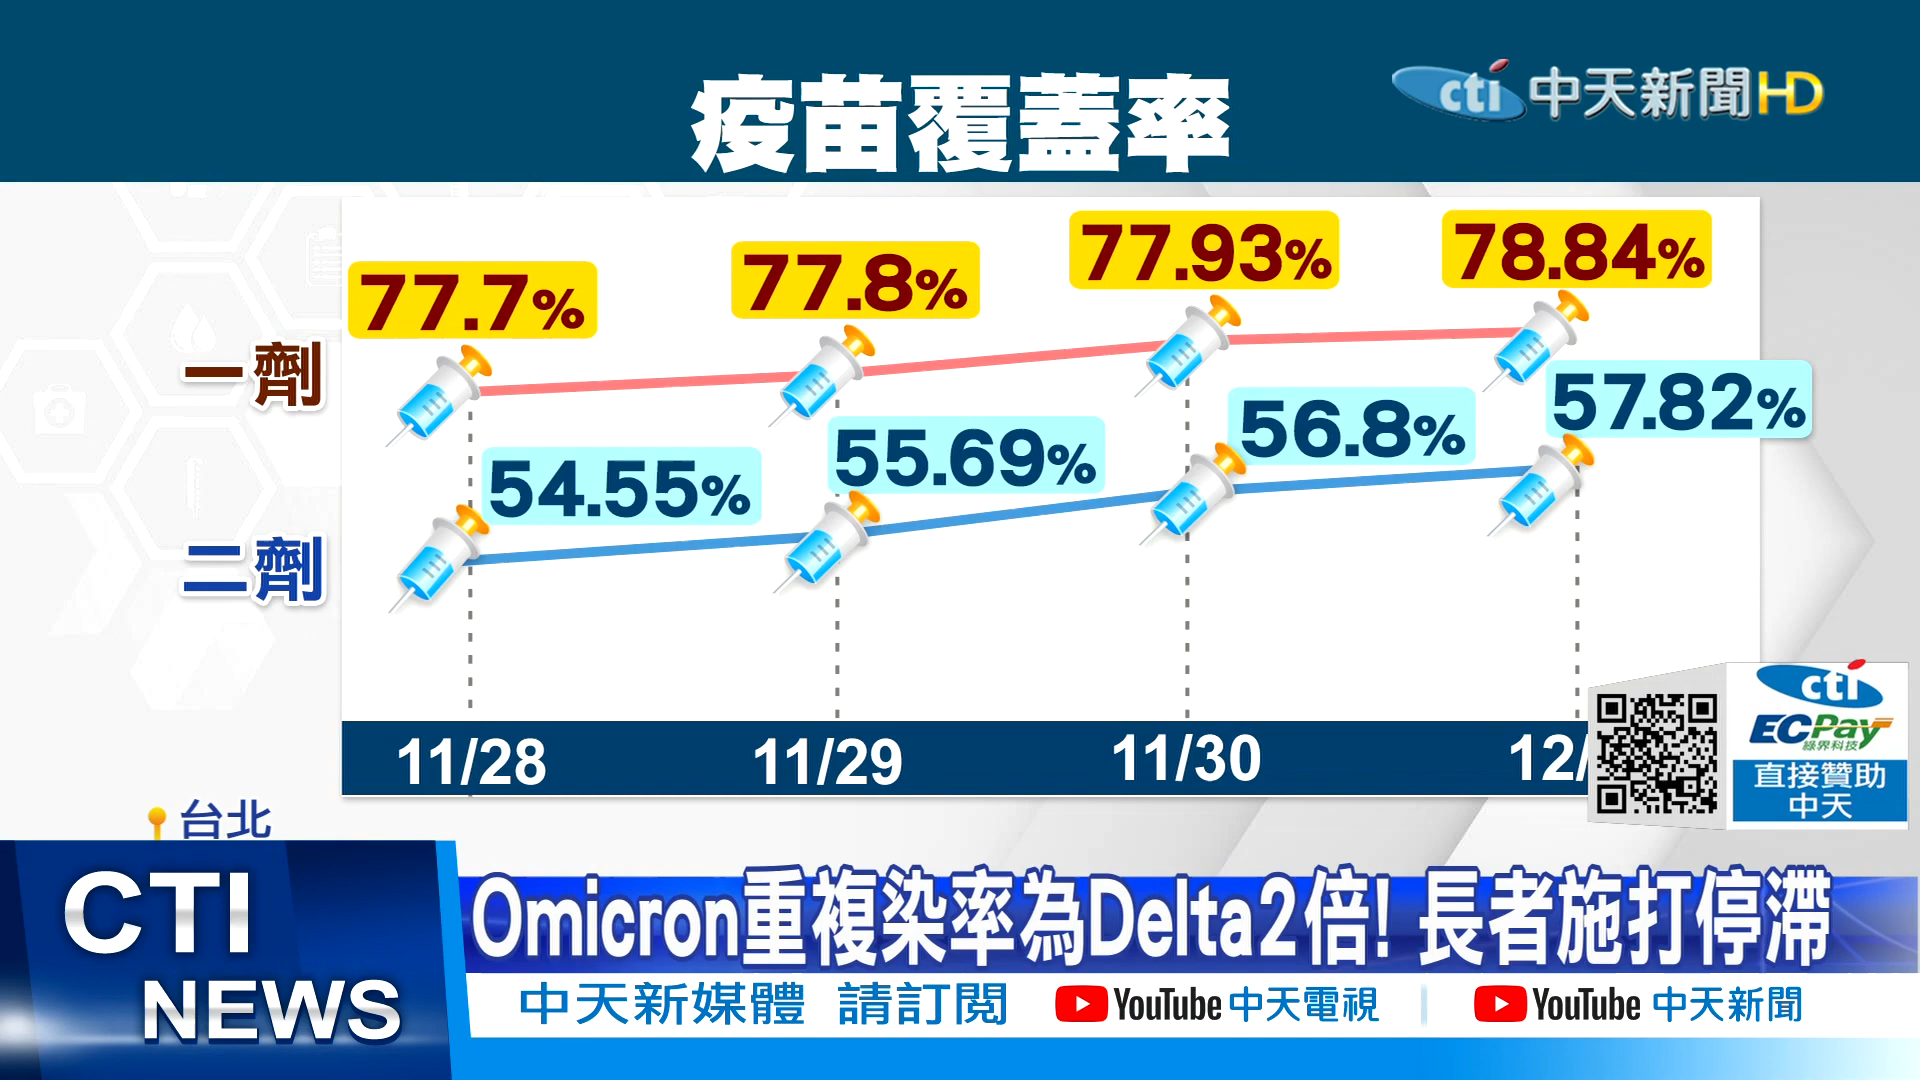 疫苗覆蓋率
cti 中天新聞HD
77.7%
77.8%
77.93%
78.84%
一劑
54.55%
55.69%
56.8%
57.82%
二劑
11/28
11/29
11/30
12/
cti
ECPay
綠界科技
直接贊助
中天
台北
CTI
NEWS
Omicron重複染率為Delta2倍! 長者施打停滯
中天新媒體 請訂閱 YouTube 中天電視 | YouTube 中天新聞